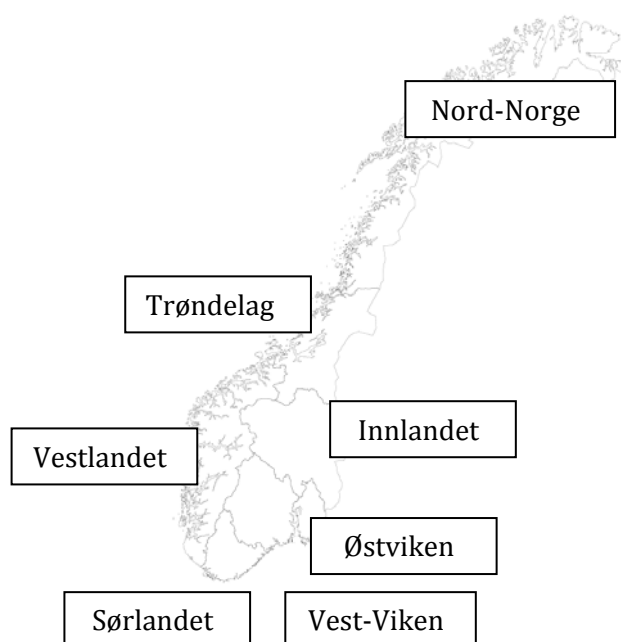 Nord-Norge
Trøndelag
Innlandet
Vestlandet
Østviken
Sørlandet
Vest-Viken